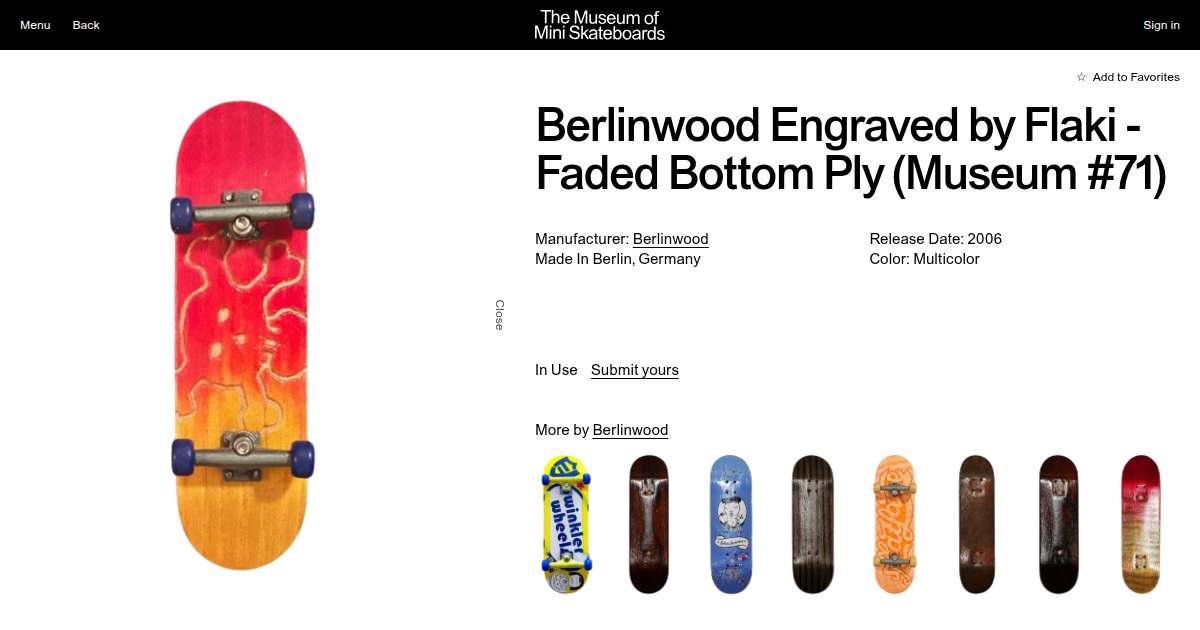 Menu
Back
The Museum of
Mini Skateboards
Sign in
☆ Add to Favorites
Berlinwood Engraved by Flaki -
Faded Bottom Ply (Museum #71)
Manufacturer: Berlinwood
Made In Berlin, Germany
Release Date: 2006
Color: Multicolor
Close
In Use
Submit yours
More by Berlinwood
winkler
wheels